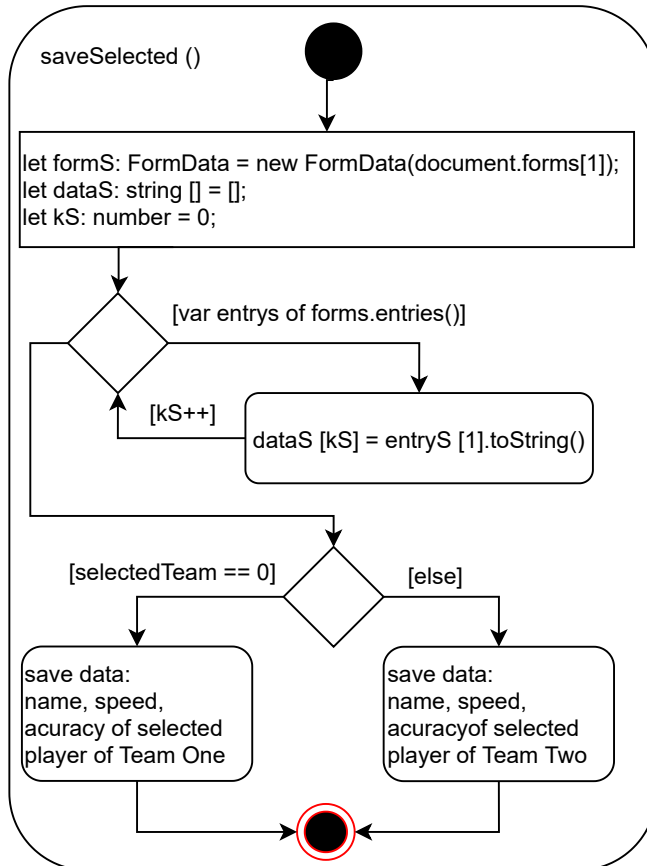 saveSelected ()
let formS: FormData = new FormData(document.forms[1]);
let dataS: string [] = [];
let kS: number = 0;
[var entrys of forms.entries()]
[kS++]
dataS [kS] = entryS [1].toString()
[selectedTeam == 0]
[else]
save data:
name, speed,
acuracy of selected
player of Team One
save data:
name, speed,
acuracyof selected
player of Team Two